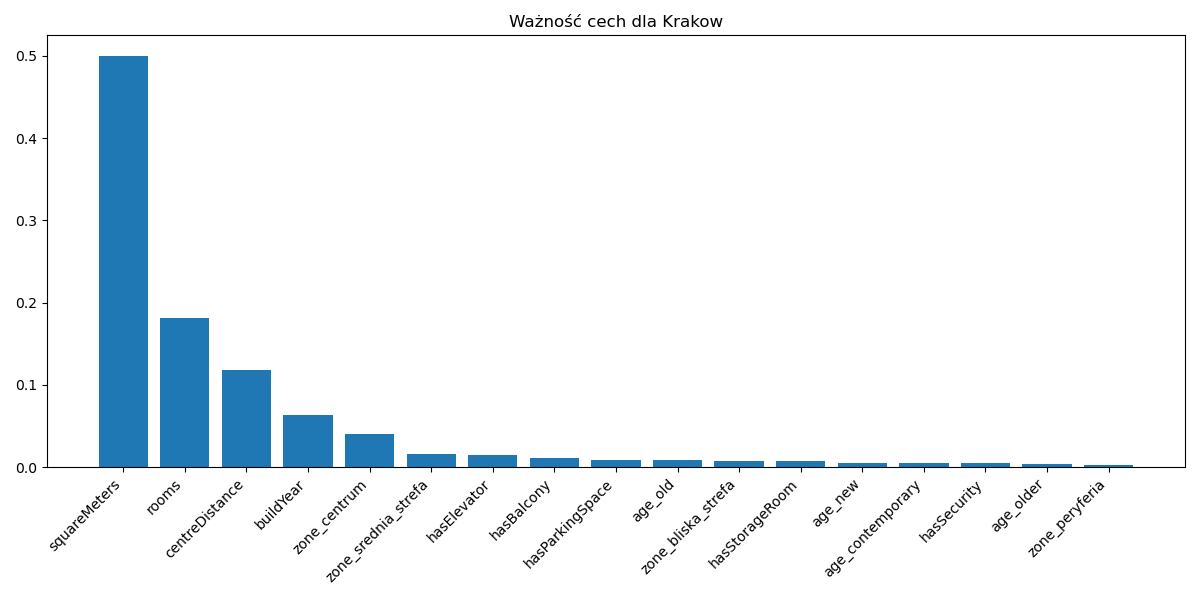 Ważność cech dla Krakow
0.5
0.4
0.3
0.2
0.1
0.0
squareMeters
rooms
centreDistance
buildYear
zone_centrum
zone_srednia_strefa
hasElevator
hasBalcony
hasParkingSpace
age_old
zone_bliska_strefa
hasStorageRoom
age_new
age_contemporary
hasSecurity
age_older
zone_peryferia